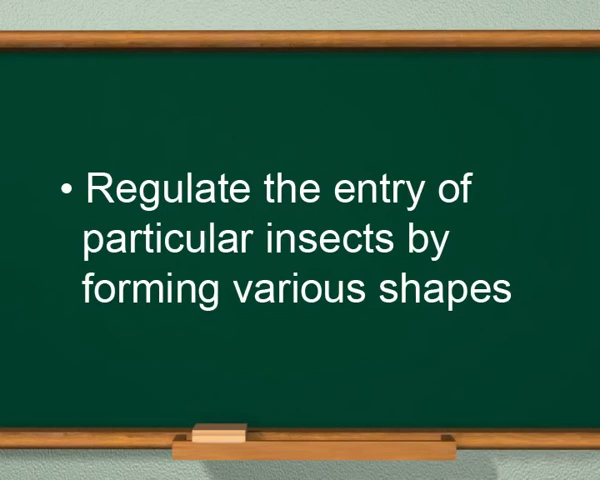 • Regulate the entry of
particular insects by
forming various shapes